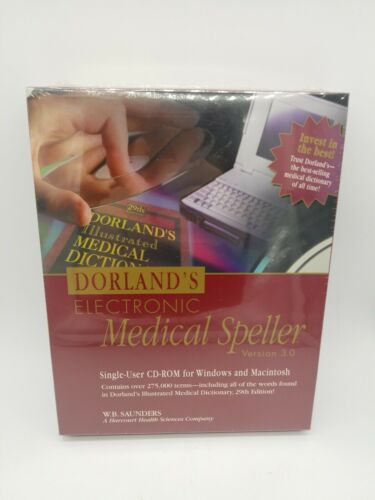 Invest in
the best!
Trust Dorland's—
the best-selling
medical dictionary
of all time!
29th
DORLAND'S
Illustrated
MEDICAL
DICTION
DORLAND'S
ELECTRONIC
Medical Speller
Version 3.0
Single-User CD-ROM for Windows and Macintosh
Contains over 275,000 terms—including all of the words found
in Dorland's Illustrated Medical Dictionary, 29th Edition!
W.B. SAUNDERS
A Harcourt Health Sciences Company